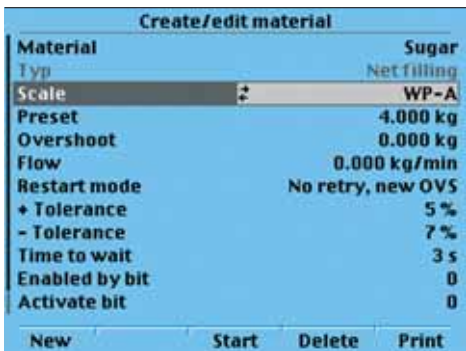 Create/edit material
Material Sugar
Typ Net filling
Scale WP-A
Preset 4.000 kg
Overshoot 0.000 kg
Flow 0.000 kg/min
Restart mode No retry, new OVS
+ Tolerance 5 %
- Tolerance 7 %
Time to wait 3 s
Enabled by bit 0
Activate bit 0
New Start Delete Print